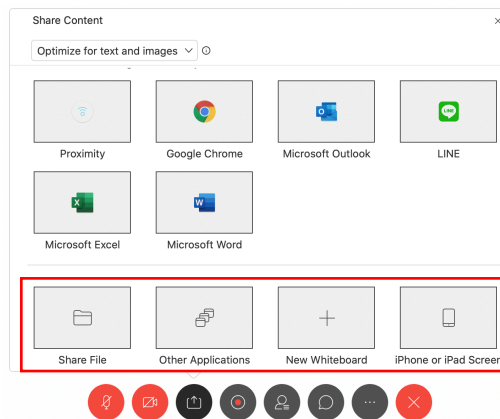 Share Content
Optimize for text and images
Proximity
Google Chrome
Microsoft Outlook
LINE
Microsoft Excel
Microsoft Word
Share File
Other Applications
New Whiteboard
iPhone or iPad Screen